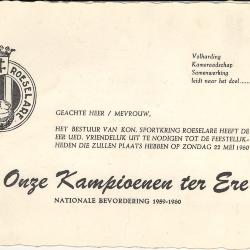 Volharding
Kameraadschap
Samenwerking
leidt naar het doel.....
ROESELARE
GEACHTE HEER / MEVROUW,
HET BESTUUR VAN KON. SPORTKRING ROESELARE HEEFT DE
EER UED. VRIENDELIJK UIT TE NODIGEN TOT DE FEESTELIJK-
HEDEN DIE ZULLEN PLAATS HEBBEN OP ZONDAG 22 MEI 1960
Onze Kampioenen ter Ere
NATIONALE BEVORDERING 1959-1960